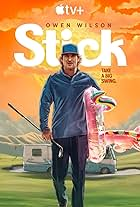 tv+
OWEN WILSON
Stick
TAKE
A BIG
SWING.